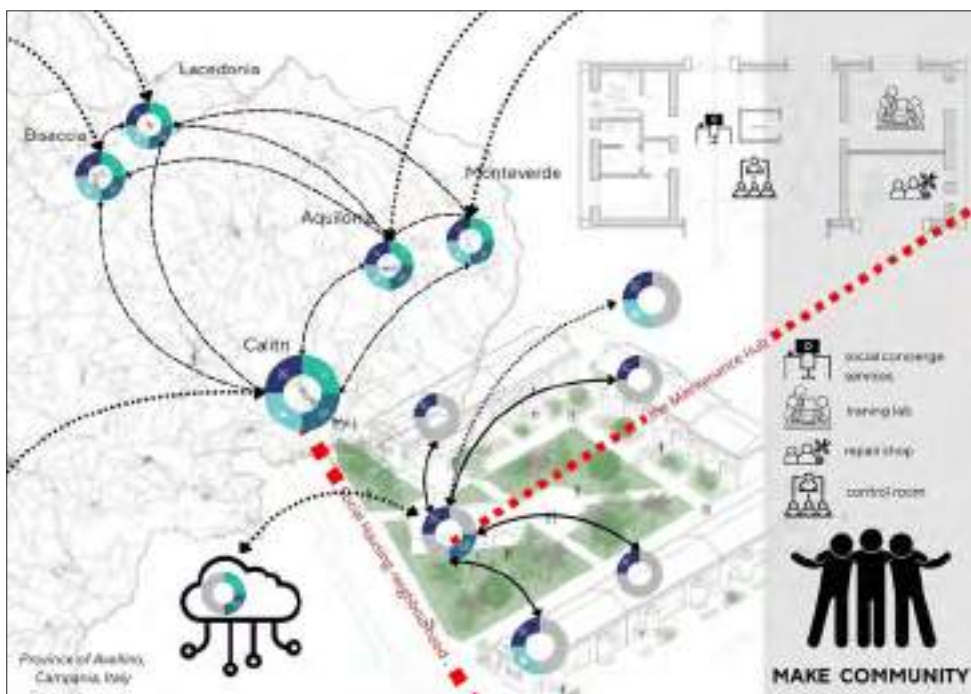 Lacedonia
Bisaccia
Monteverde
Aquilonia
Calitri
the Maintenance Hub
social concierge
services
training lab
repair shop
control room
Social Housing Neighbourhood
Province of Avellino,
Campania, Italy
MAKE COMMUNITY